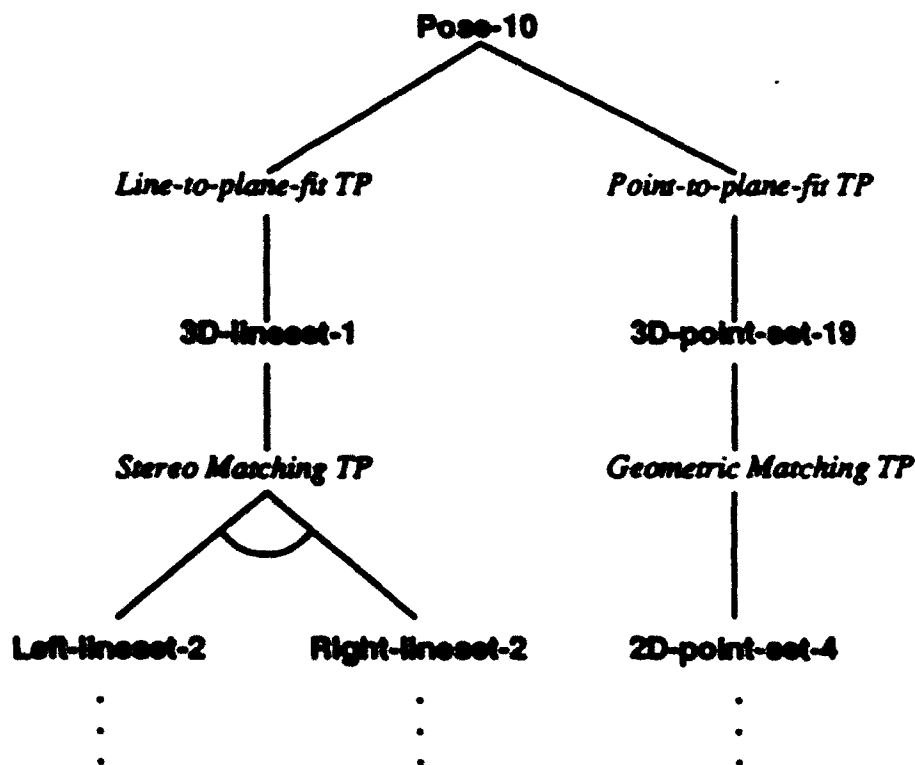 Pose-10
Line-to-plane-fit TP
Point-to-plane-fit TP
3D-lineset-1
3D-point-set-19
Stereo Matching TP
Geometric Matching TP
Left-lineset-2
Right-lineset-2
2D-point-set-4